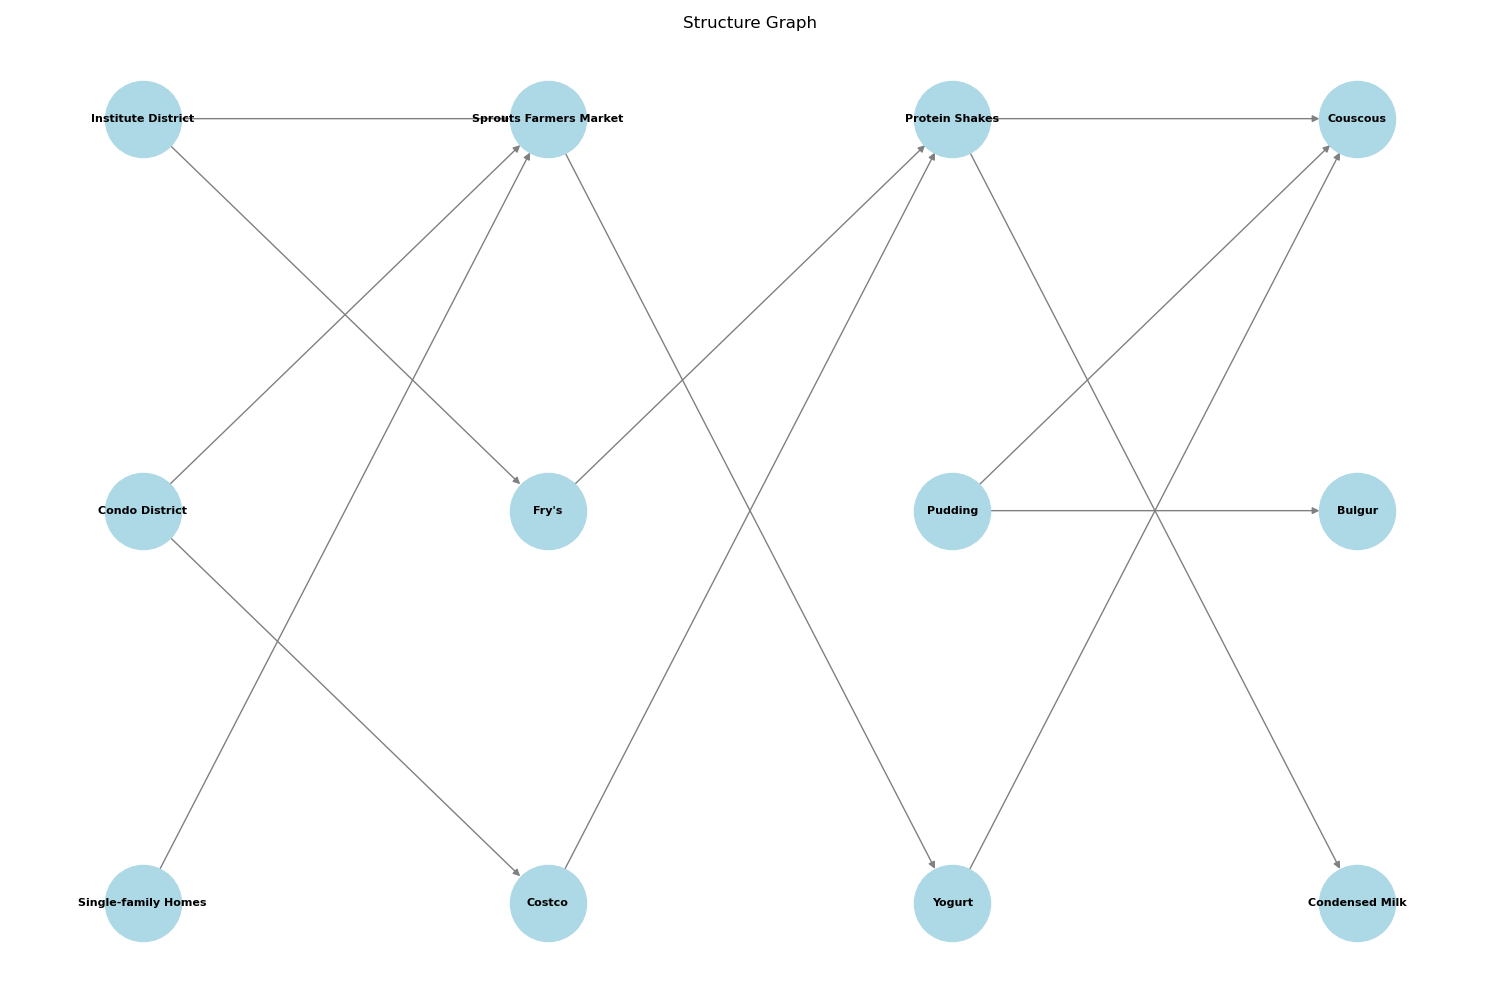 Structure Graph
Institute District
Sprouts Farmers Market
Protein Shakes
Couscous
Condo District
Fry's
Pudding
Bulgur
Single-family Homes
Costco
Yogurt
Condensed Milk